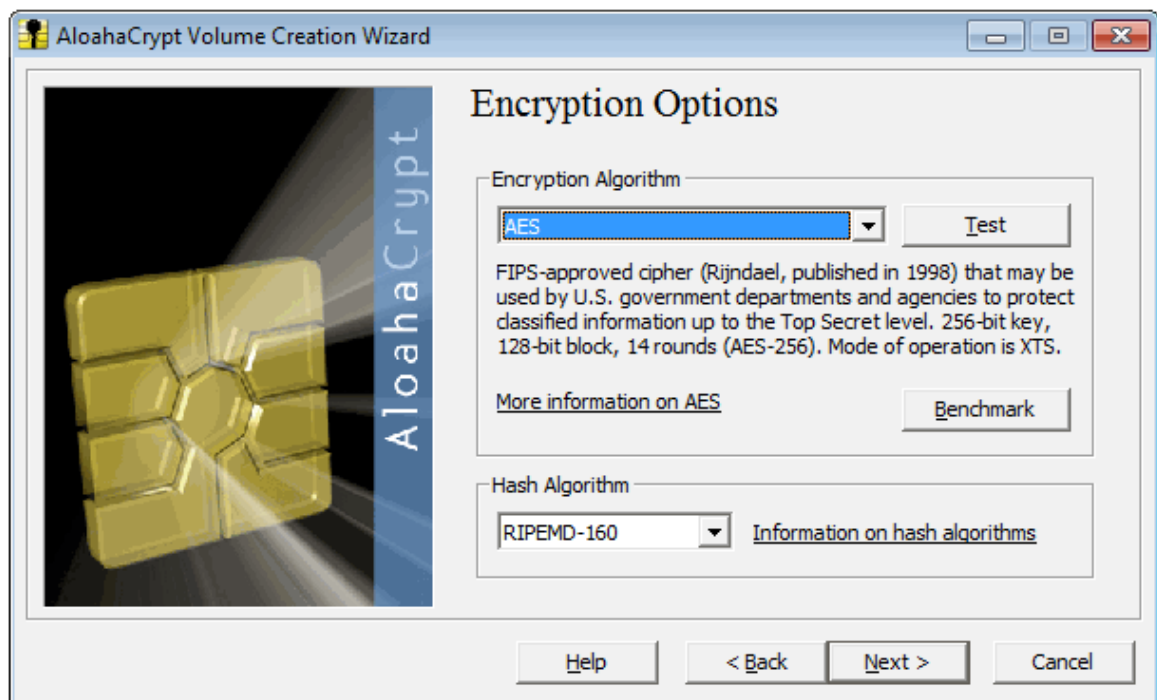 AloahaCrypt Volume Creation Wizard
AloahaCrypt
Encryption Options
Encryption Algorithm
AES
Test
FIPS-approved cipher (Rijndael, published in 1998) that may be
used by U.S. government departments and agencies to protect
classified information up to the Top Secret level. 256-bit key,
128-bit block, 14 rounds (AES-256). Mode of operation is XTS.
More information on AES
Benchmark
Hash Algorithm
RIPEMD-160
Information on hash algorithms
Help
< Back
Next >
Cancel